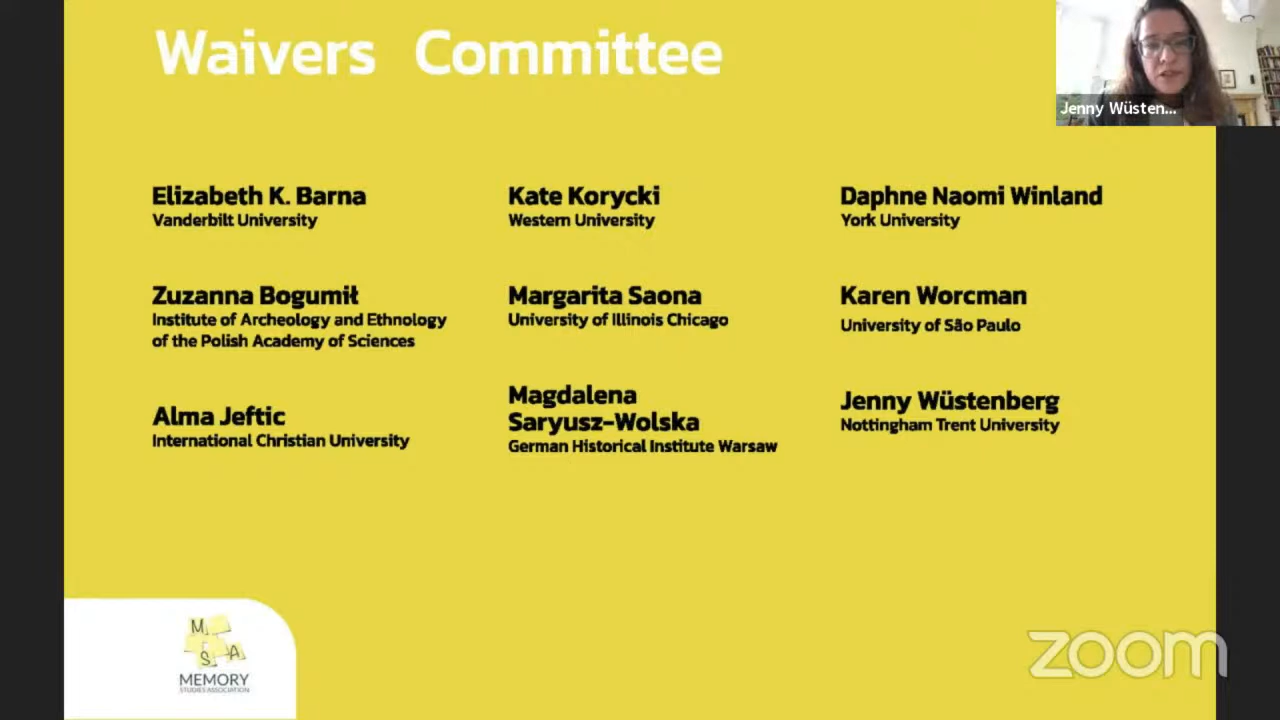 Waivers Committee
Jenny Wüsten...
Elizabeth K. Barna
Vanderbilt University
Kate Korycki
Western University
Daphne Naomi Winland
York University
Zuzanna Bogumił
Institute of Archeology and Ethnology
of the Polish Academy of Sciences
Margarita Saona
University of Illinois Chicago
Karen Worcman
University of São Paulo
Alma Jeftic
International Christian University
Magdalena
Saryusz-Wolska
German Historical Institute Warsaw
Jenny Wüstenberg
Nottingham Trent University
M
S A
MEMORY
STUDIES ASSOCIATION
zoom